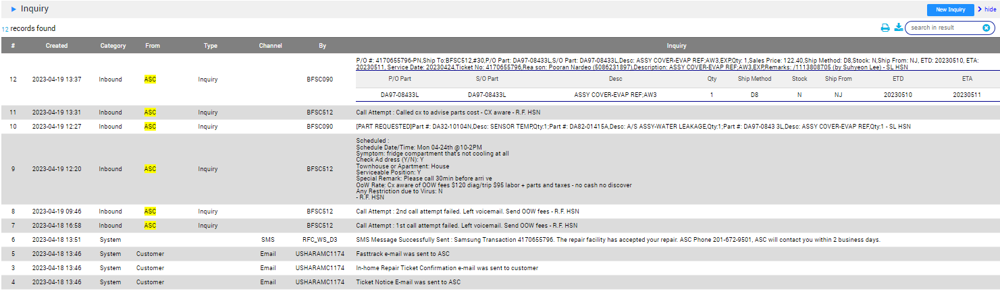 Inquiry
New Inquiry
hide
12 records found
search in result
# Created Category From Type Channel By Inquiry
12 2023-04-19 13:37 Inbound ASC Inquiry BFSC090
P/O #: 4170655796-PN,Ship To:BFSC512,#30,P/O Part: DA97-08433L,S/O Part: DA97-08433L,Desc: ASSY COVER-EVAP REF;AW3,EXP,Qty: 1,Sales Price: 122.40,Ship Method: D8,Stock: N,Ship From: NJ, ETD: 20230510, ETA:
20230511, Service Date: 20230424,Ticket No: 4170655796,Rea son: Pooran Nardeo (5086231897),Description: ASSY COVER-EVAP REF;AW3,EXP,Remarks: /1113808705 (by Suhyeon Lee) - SL HSN
P/O Part S/O Part Desc Qty Ship Method Stock Ship From ETD ETA
DA97-08433L DA97-08433L ASSY COVER-EVAP REF;AW3 1 D8 N NJ 20230510 20230511
11 2023-04-19 13:31 Inbound ASC Inquiry BFSC512 Call Attempt : Called cx to advise parts cost - CX aware - R.F. HSN
10 2023-04-19 12:27 Inbound ASC Inquiry BFSC090 [PART REQUESTED]Part #: DA32-10104N,Desc: SENSOR TEMP,Qty:1;Part #: DA82-01415A,Desc: A/S ASSY-WATER LEAKAGE,Qty:1;Part #: DA97-0843 3L,Desc: ASSY COVER-EVAP REF,Qty:1 - SL HSN
9 2023-04-19 12:20 Inbound ASC Inquiry BFSC512
Scheduled :
Schedule Date/Time: Mon 04-24th @10-2PM
Symptom: fridge compartment that's not cooling at all
Check Ad dress (Y/N): Y
Townhouse or Apartment: House
Serviceable Position: Y
Special Remark: Please call 30min before arri ve
OoW Rate: Cx aware of OOW fees $120 diag/trip $95 labor + parts and taxes - no cash no discover
Any Restriction due to Virus: N
- R.F. HSN
8 2023-04-19 09:46 Inbound ASC Inquiry BFSC512 Call Attempt : 2nd call attempt failed. Left voicemail. Send OOW fees - R.F. HSN
7 2023-04-18 16:58 Inbound ASC Inquiry BFSC512 Call Attempt : 1st call attempt failed. Left voicemail. Send OOW fees - R.F. HSN
6 2023-04-18 13:51 System SMS RFC_WS_D3 SMS Message Successfully Sent : Samsung Transaction 4170655796. The repair facility has accepted your repair. ASC Phone 201-672-9501, ASC will contact you within 2 business days.
5 2023-04-18 13:46 System Customer Email USHARAMC1174 Fasttrack e-mail was sent to ASC
3 2023-04-18 13:46 System Customer Email USHARAMC1174 In-home Repair Ticket Confirmation e-mail was sent to customer
4 2023-04-18 13:46 System Customer Email USHARAMC1174 Ticket Notice E-mail was sent to ASC